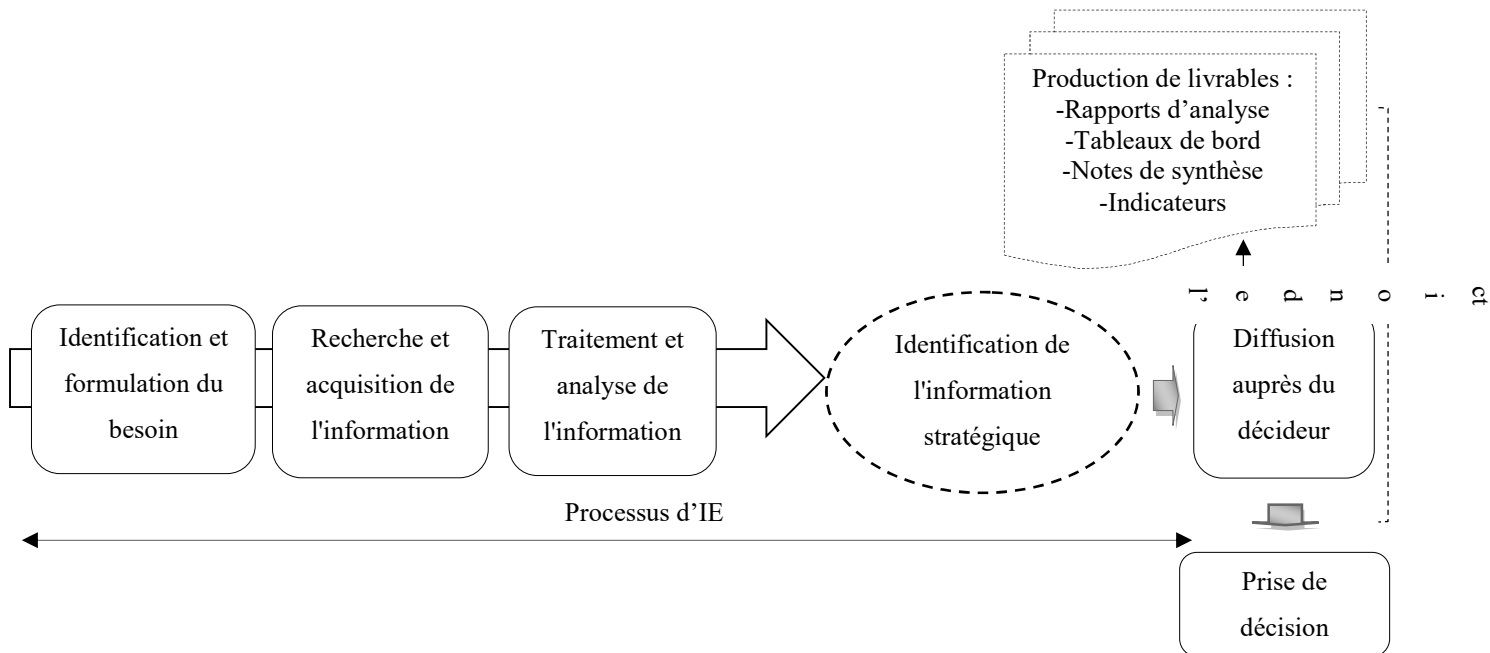 Production de livrables :
-Rapports d’analyse
-Tableaux de bord
-Notes de synthèse
-Indicateurs
l’ e d n o i ct
Identification et
formulation du
besoin
Recherche et
acquisition de
l'information
Traitement et
analyse de
l'information
Identification de
l'information
stratégique
Diffusion
auprès du
décideur
Processus d’IE
Prise de
décision